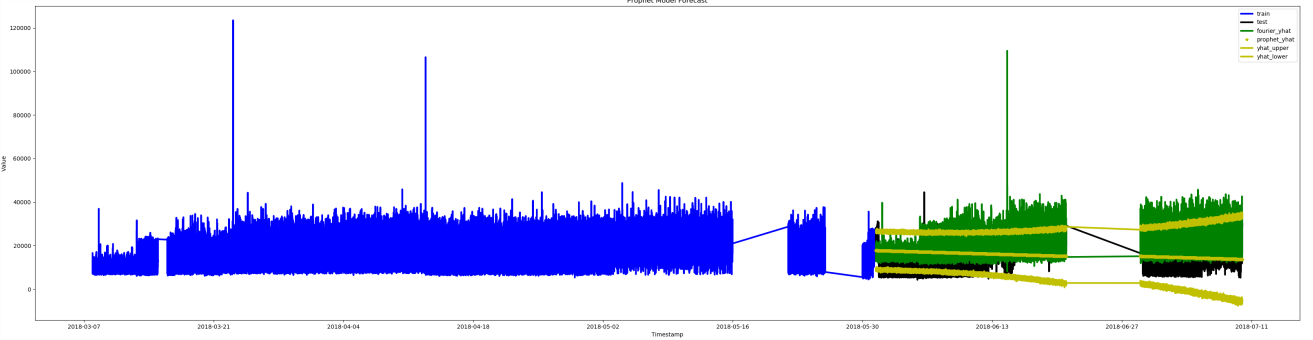 Prophet Model Forecast
train
test
fourier_yhat
prophet_yhat
yhat_upper
yhat_lower
120000
100000
80000
60000
40000
20000
0
Value
2018-03-07 2018-03-21 2018-04-04 2018-04-18 2018-05-02 2018-05-16 2018-05-30 2018-06-13 2018-06-27 2018-07-11
Timestamp